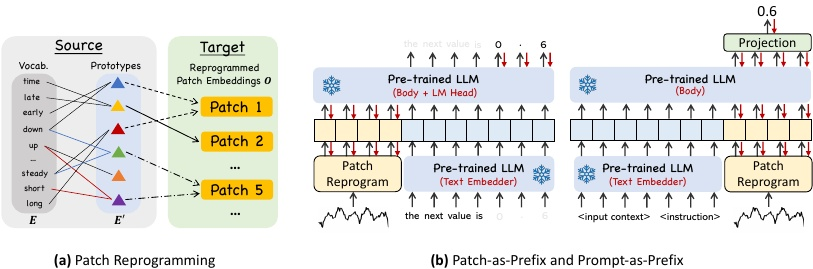 Source
Vocab.
Prototypes
time
late
early
down
up
...
steady
short
long
E
E'
Target
Reprogrammed
Patch Embeddings O
Patch 1
Patch 2
...
Patch 5
...
(a) Patch Reprogramming
the next value is 0 . 6
Pre-trained LLM
(Body + LM Head)
Patch
Reprogram
Pre-trained LLM
(Text Embedder)
the next value is 0 . 6
0.6
Projection
Pre-trained LLM
(Body)
Pre-trained LLM
(Text Embedder)
<input context> <instruction>
Patch
Reprogram
(b) Patch-as-Prefix and Prompt-as-Prefix